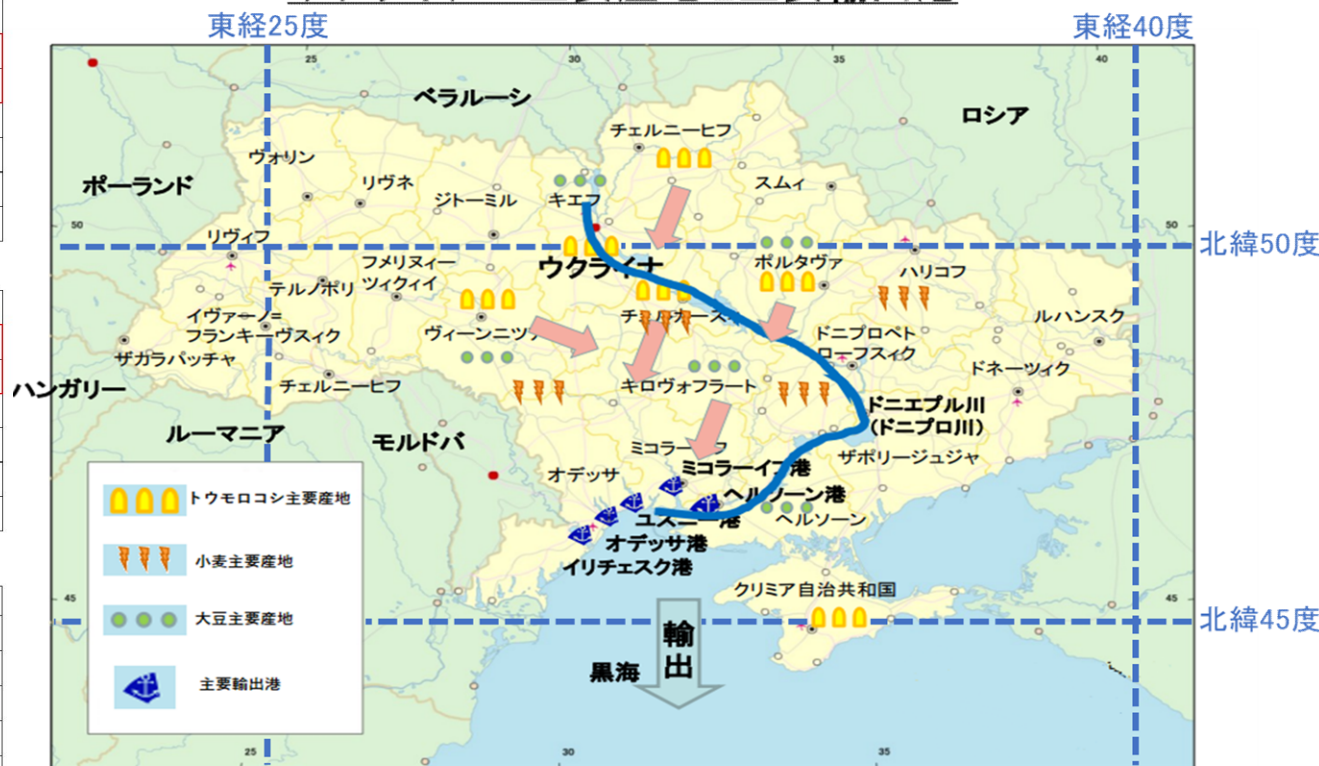 東経25度
東経40度
25
30
35
40
ベラルーシ
ロシア
チェルニーヒフ
ヴォリン
ポーランド
リヴネ
ジトーミル
キエフ
スムィ
50
50
リヴィフ
北緯50度
ウクライナ
フメリヌィー
ツィクィイ
ポルタヴァ
ハリコフ
テルノポリ
イヴァーノ=
フランキーヴスィク
ヴィーンニツァ
ドニプロペト
ローフスィク
ルハンスク
ザカラパッチャ
ドネーツィク
ハンガリー
チェルニーヒフ
キロヴォフラート
ドニエプル川
(ドニプロ川)
ルーマニア
モルドバ
オデッサ
ザポリージュジャ
ミコラーイフ港
ヘルソーン港
ユズニー港
ヘルソーン
オデッサ港
イリチェスク港
トウモロコシ主要産地
小麦主要産地
大豆主要産地
主要輸出港
クリミア自治共和国
45
45
北緯45度
輸出
黒海
25
30
35